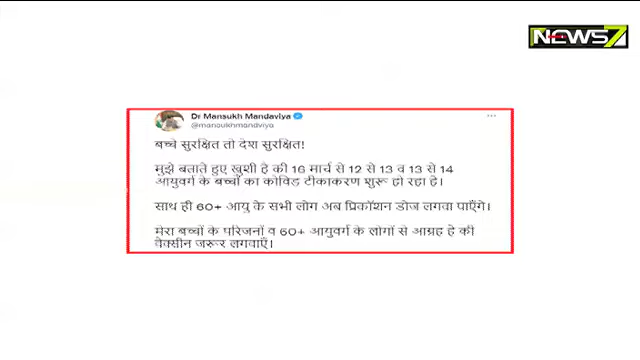 NEWS7
Dr Mansukh Mandaviya
@mansukhmandviya
बच्चे सुरक्षित तो देश सुरक्षित!
मुझे बताते हुए खुशी है की 16 मार्च से 12 से 13 व 13 से 14
आयुवर्ग के बच्चों का कोविड टीकाकरण शुरू हो रहा है।
साथ ही 60+ आयु के सभी लोग अब प्रिकॉशन डोज लगवा पाएँगे।
मेरा बच्चों के परिजनों व 60+ आयुवर्ग के लोगों से आग्रह है की
वैक्सीन जरूर लगवाएँ।